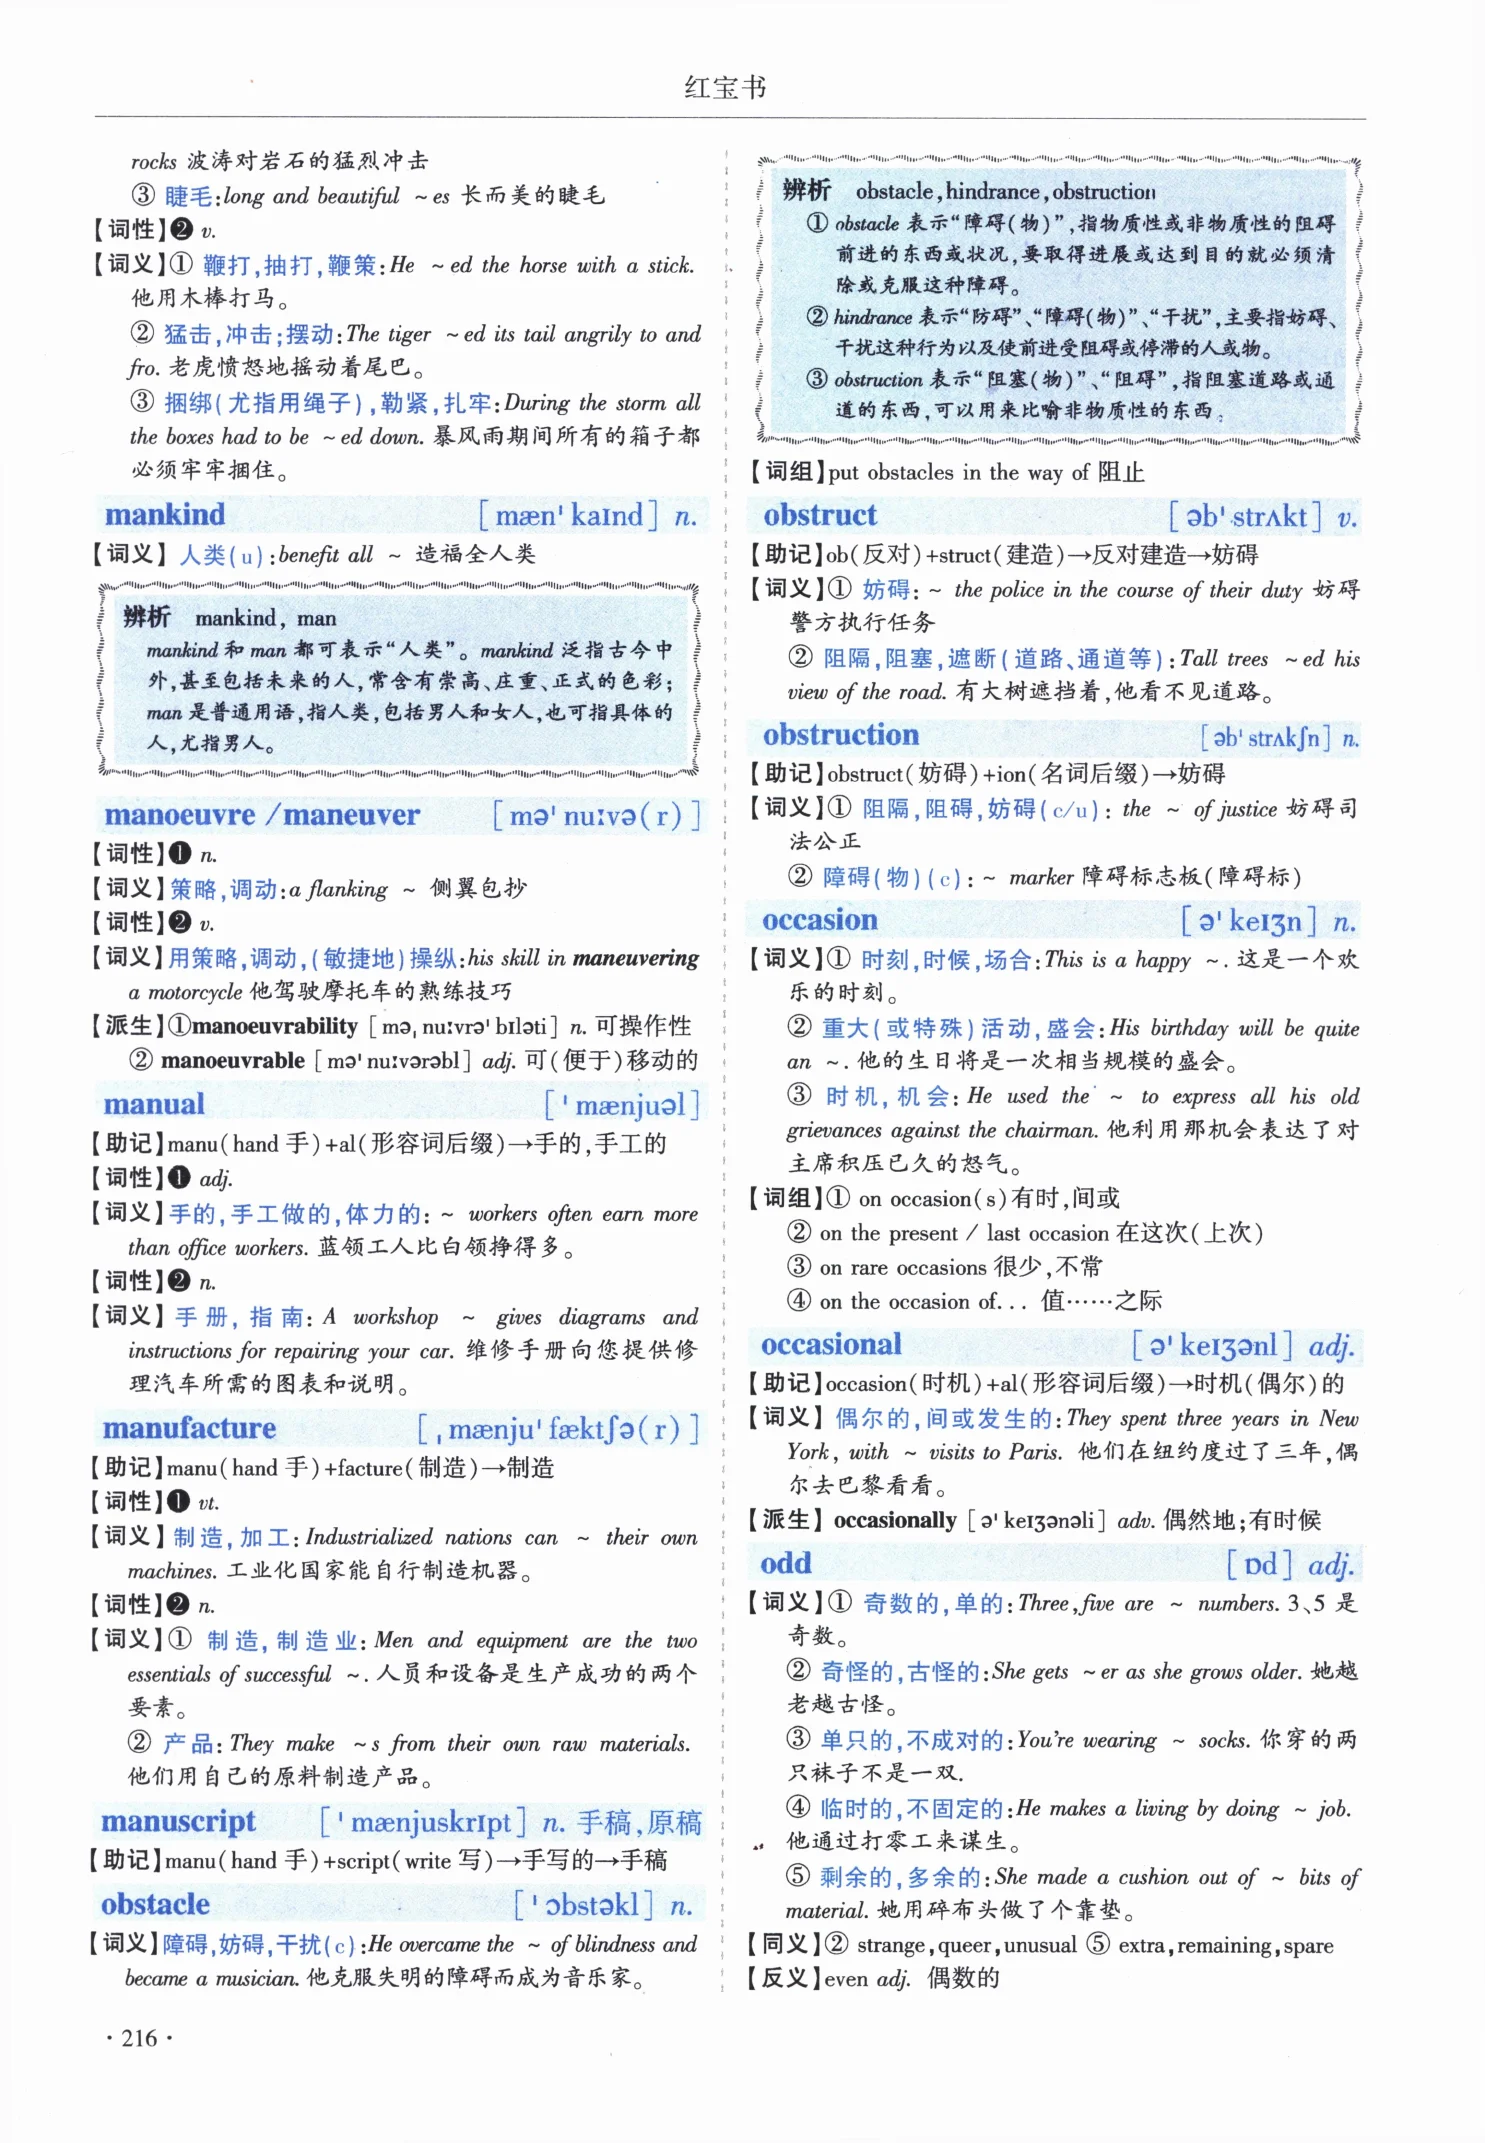 红宝书
rocks 波涛对岩石的猛烈冲击
③ 睫毛:long and beautiful ~es 长而美的睫毛
【词性】❷ v.
【词义】① 鞭打,抽打,鞭策:He ~ed the horse with a stick.
他用木棒打马。
② 猛击,冲击;摆动:The tiger ~ed its tail angrily to and
fro. 老虎愤怒地摇动着尾巴。
③ 捆绑(尤指用绳子),勒紧,扎牢:During the storm all
the boxes had to be ~ed down. 暴风雨期间所有的箱子都
必须牢牢捆住。
mankind [mæn'kaɪnd] n.
【词义】人类(u):benefit all ~ 造福全人类
辨析 mankind, man
mankind 和 man 都可表示“人类”。mankind 泛指古今中
外,甚至包括未来的人,常含有崇高、庄重、正式的色彩;
man 是普通用语,指人类,包括男人和女人,也可指具体的
人,尤指男人。
manoeuvre /maneuver [mə'nuːvə(r)]
【词性】❶ n.
【词义】策略,调动:a flanking ~ 侧翼包抄
【词性】❷ v.
【词义】用策略,调动,(敏捷地)操纵:his skill in maneuvering
a motorcycle 他驾驶摩托车的熟练技巧
【派生】①manoeuvrability [məˌnuːvrə'bɪləti] n. 可操作性
② manoeuvrable [mə'nuːvərəbl] adj. 可(便于)移动的
manual ['mænjuəl]
【助记】manu(hand 手)+al(形容词后缀)→手的,手工的
【词性】❶ adj.
【词义】手的,手工做的,体力的: ~ workers often earn more
than office workers. 蓝领工人比白领挣得多。
【词性】❷ n.
【词义】手册,指南: A workshop ~ gives diagrams and
instructions for repairing your car. 维修手册向您提供修
理汽车所需的图表和说明。
manufacture [ˌmænju'fæktʃə(r)]
【助记】manu(hand 手)+facture(制造)→制造
【词性】❶ vt.
【词义】制造,加工: Industrialized nations can ~ their own
machines. 工业化国家能自行制造机器。
【词性】❷ n.
【词义】① 制造,制造业: Men and equipment are the two
essentials of successful ~. 人员和设备是生产成功的两个
要素。
② 产品: They make ~s from their own raw materials.
他们用自己的原料制造产品。
manuscript ['mænjuskrɪpt] n. 手稿,原稿
【助记】manu(hand 手)+script(write 写)→手写的→手稿
obstacle ['ɔbstəkl] n.
【词义】障碍,妨碍,干扰(c):He overcame the ~ of blindness and
became a musician. 他克服失明的障碍而成为音乐家。
· 216 ·
辨析 obstacle,hindrance,obstruction
① obstacle 表示“障碍(物)”,指物质性或非物质性的阻碍
前进的东西或状况,要取得进展或达到目的就必须清
除或克服这种障碍。
② hindrance 表示“防碍”、“障碍(物)”、“干扰”,主要指妨碍、
干扰这种行为以及使前进受阻碍或停滞的人或物。
③ obstruction 表示“阻塞(物)”、“阻碍”,指阻塞道路或通
道的东西,可以用来比喻非物质性的东西。
【词组】put obstacles in the way of 阻止
obstruct [əb'strʌkt] v.
【助记】ob(反对)+struct(建造)→反对建造→妨碍
【词义】① 妨碍: ~ the police in the course of their duty 妨碍
警方执行任务
② 阻隔,阻塞,遮断(道路、通道等):Tall trees ~ed his
view of the road. 有大树遮挡着,他看不见道路。
obstruction [əb'strʌkʃn] n.
【助记】obstruct(妨碍)+ion(名词后缀)→妨碍
【词义】① 阻隔,阻碍,妨碍(c/u): the ~ of justice 妨碍司
法公正
② 障碍(物)(c): ~ marker 障碍标志板(障碍标)
occasion [ə'keɪʒn] n.
【词义】① 时刻,时候,场合:This is a happy ~. 这是一个欢
乐的时刻。
② 重大(或特殊)活动,盛会:His birthday will be quite
an ~. 他的生日将是一次相当规模的盛会。
③ 时机,机会: He used the ~ to express all his old
grievances against the chairman. 他利用那机会表达了对
主席积压已久的怒气。
【词组】① on occasion(s)有时,间或
② on the present / last occasion 在这次(上次)
③ on rare occasions 很少,不常
④ on the occasion of... 值……之际
occasional [ə'keɪʒənl] adj.
【助记】occasion(时机)+al(形容词后缀)→时机(偶尔)的
【词义】偶尔的,间或发生的:They spent three years in New
York, with ~ visits to Paris. 他们在纽约度过了三年,偶
尔去巴黎看看。
【派生】occasionally [ə'keɪʒənəli] adv. 偶然地;有时候
odd [ɒd] adj.
【词义】① 奇数的,单的:Three,five are ~ numbers. 3、5 是
奇数。
② 奇怪的,古怪的:She gets ~er as she grows older. 她越
老越古怪。
③ 单只的,不成对的:You're wearing ~ socks. 你穿的两
只袜子不是一双.
④ 临时的,不固定的:He makes a living by doing ~ job.
他通过打零工来谋生。
⑤ 剩余的,多余的:She made a cushion out of ~ bits of
material. 她用碎布头做了个靠垫。
【同义】② strange,queer,unusual ⑤ extra,remaining,spare
【反义】even adj. 偶数的